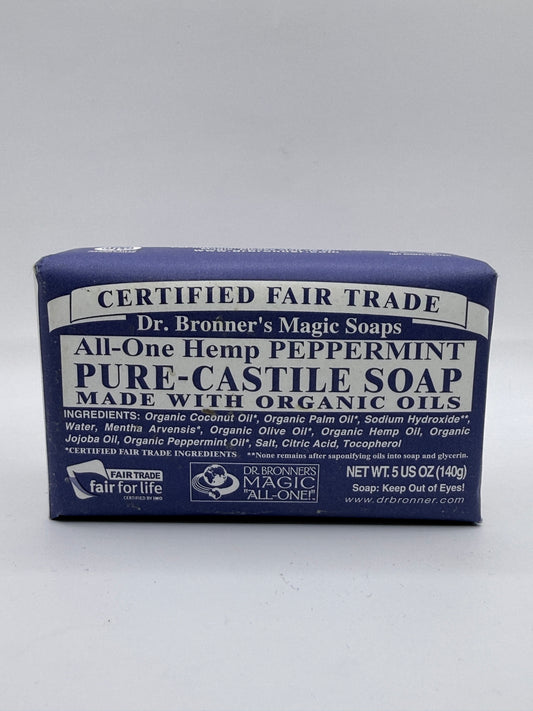 CERTIFIED FAIR TRADE
Dr. Bronner's Magic Soaps
All-One Hemp PEPPERMINT
PURE-CASTILE SOAP
MADE WITH ORGANIC OILS
INGREDIENTS: Organic Coconut Oil*, Organic Palm Oil*, Sodium Hydroxide**,
Water, Mentha Arvensis*, Organic Olive Oil*, Organic Hemp Oil, Organic
Jojoba Oil, Organic Peppermint Oil*, Salt, Citric Acid, Tocopherol
*CERTIFIED FAIR TRADE INGREDIENTS **None remains after saponifying oils into soap and glycerin.
FAIR TRADE
fair for life
CERTIFIED BY IMO
DR. BRONNER'S
MAGIC
"ALL-ONE!"
NET WT. 5 US OZ (140g)
Soap: Keep Out of Eyes!
www.drbronner.com